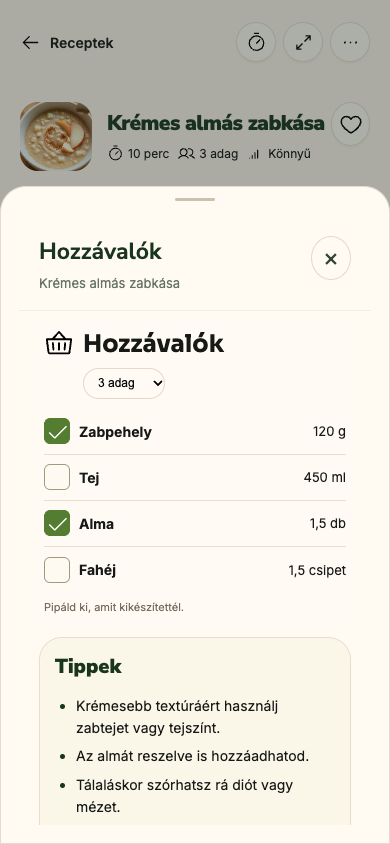 Receptek
Krémes almás zabkása
10 perc 3 adag Könnyű
Hozzávalók
Krémes almás zabkása
Hozzávalók
3 adag
Zabpehely 120 g
Tej 450 ml
Alma 1,5 db
Fahéj 1,5 csipet
Pipáld ki, amit kikészítettél.
Tippek
Krémesebb textúráért használj
zabtejet vagy tejszínt.
Az almát reszelve is hozzáadhatod.
Tálaláskor szórhatsz rá diót vagy
mézet.